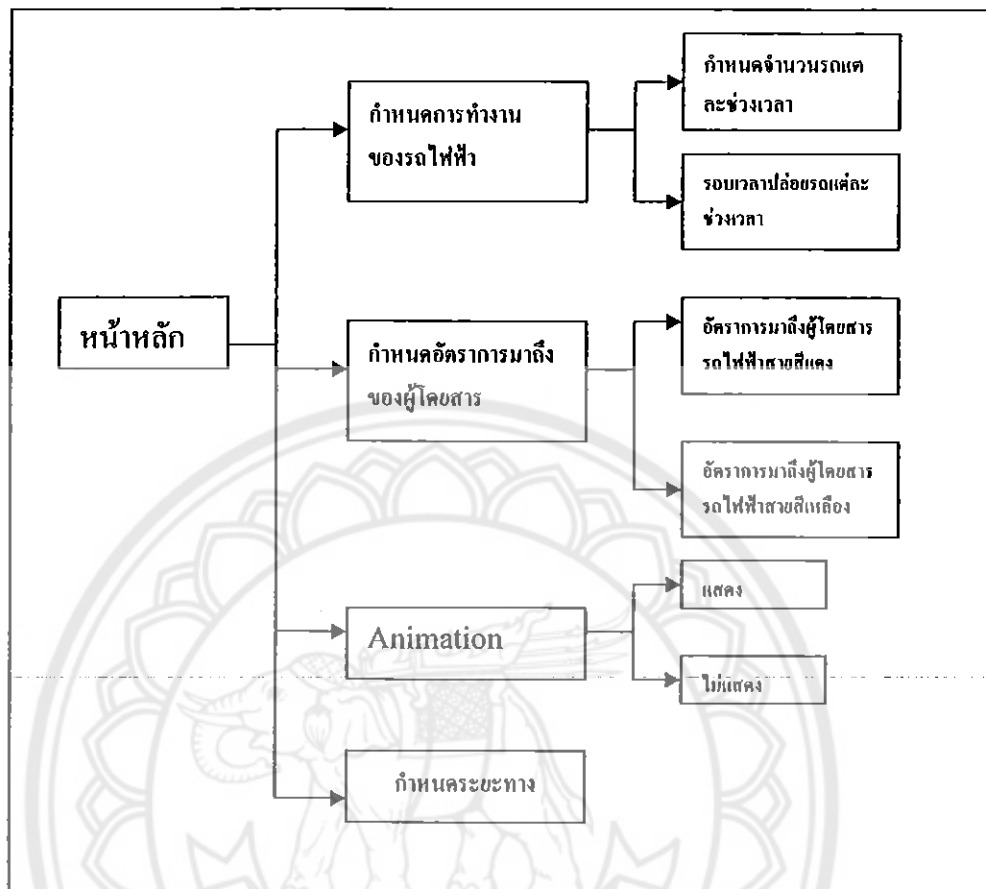 กำหนดจำนวนรถแต
ละช่วงเวลา
กำหนดการทำงาน
ของรถไฟฟ้า
รอบเวลาปล่อยรถแต่ละ
ช่วงเวลา
หน้าหลัก
อัตราการมาถึงผู้โดยสาร
รถไฟฟ้าสายสีแดง
กำหนดอัตราการมาถึง
ของผู้โดยสาร
อัตราการมาถึงผู้โดยสาร
รถไฟฟ้าสายสีเหลือง
แสดง
Animation
ไม่แสดง
กำหนดระยะทาง